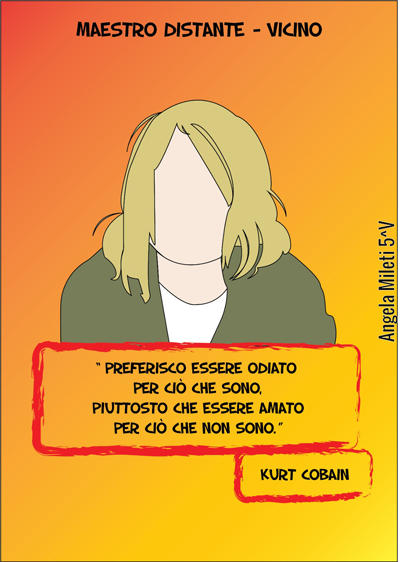 MAESTRO DISTANTE - VICINO
Angela Mileti 5^V
“ PREFERISCO ESSERE ODIATO
PER CIÒ CHE SONO,
PIUTTOSTO CHE ESSERE AMATO
PER CIÒ CHE NON SONO.”
KURT COBAIN